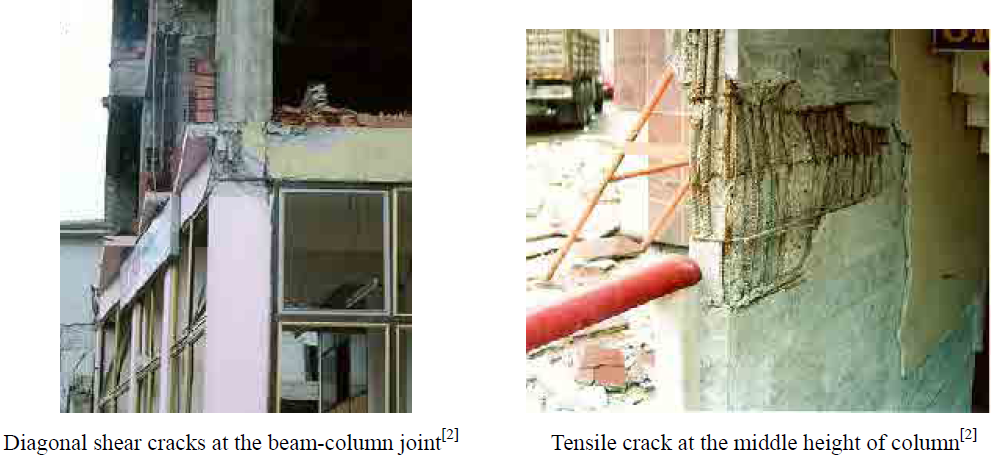 Diagonal shear cracks at the beam-column joint[2]
Tensile crack at the middle height of column[2]